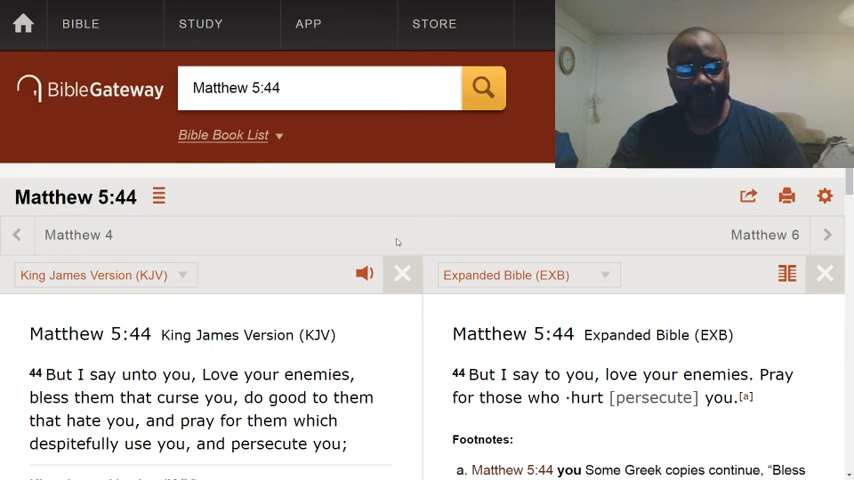 BIBLE STUDY APP STORE
BibleGateway
Matthew 5:44
Bible Book List
Matthew 5:44
Matthew 4
Matthew 6
King James Version (KJV)
Expanded Bible (EXB)
Matthew 5:44 King James Version (KJV)
44 But I say unto you, Love your enemies,
bless them that curse you, do good to them
that hate you, and pray for them which
despitefully use you, and persecute you;
Matthew 5:44 Expanded Bible (EXB)
44 But I say to you, love your enemies. Pray
for those who ·hurt [persecute] you.[a]
Footnotes:
a. Matthew 5:44 you Some Greek copies continue, “Bless